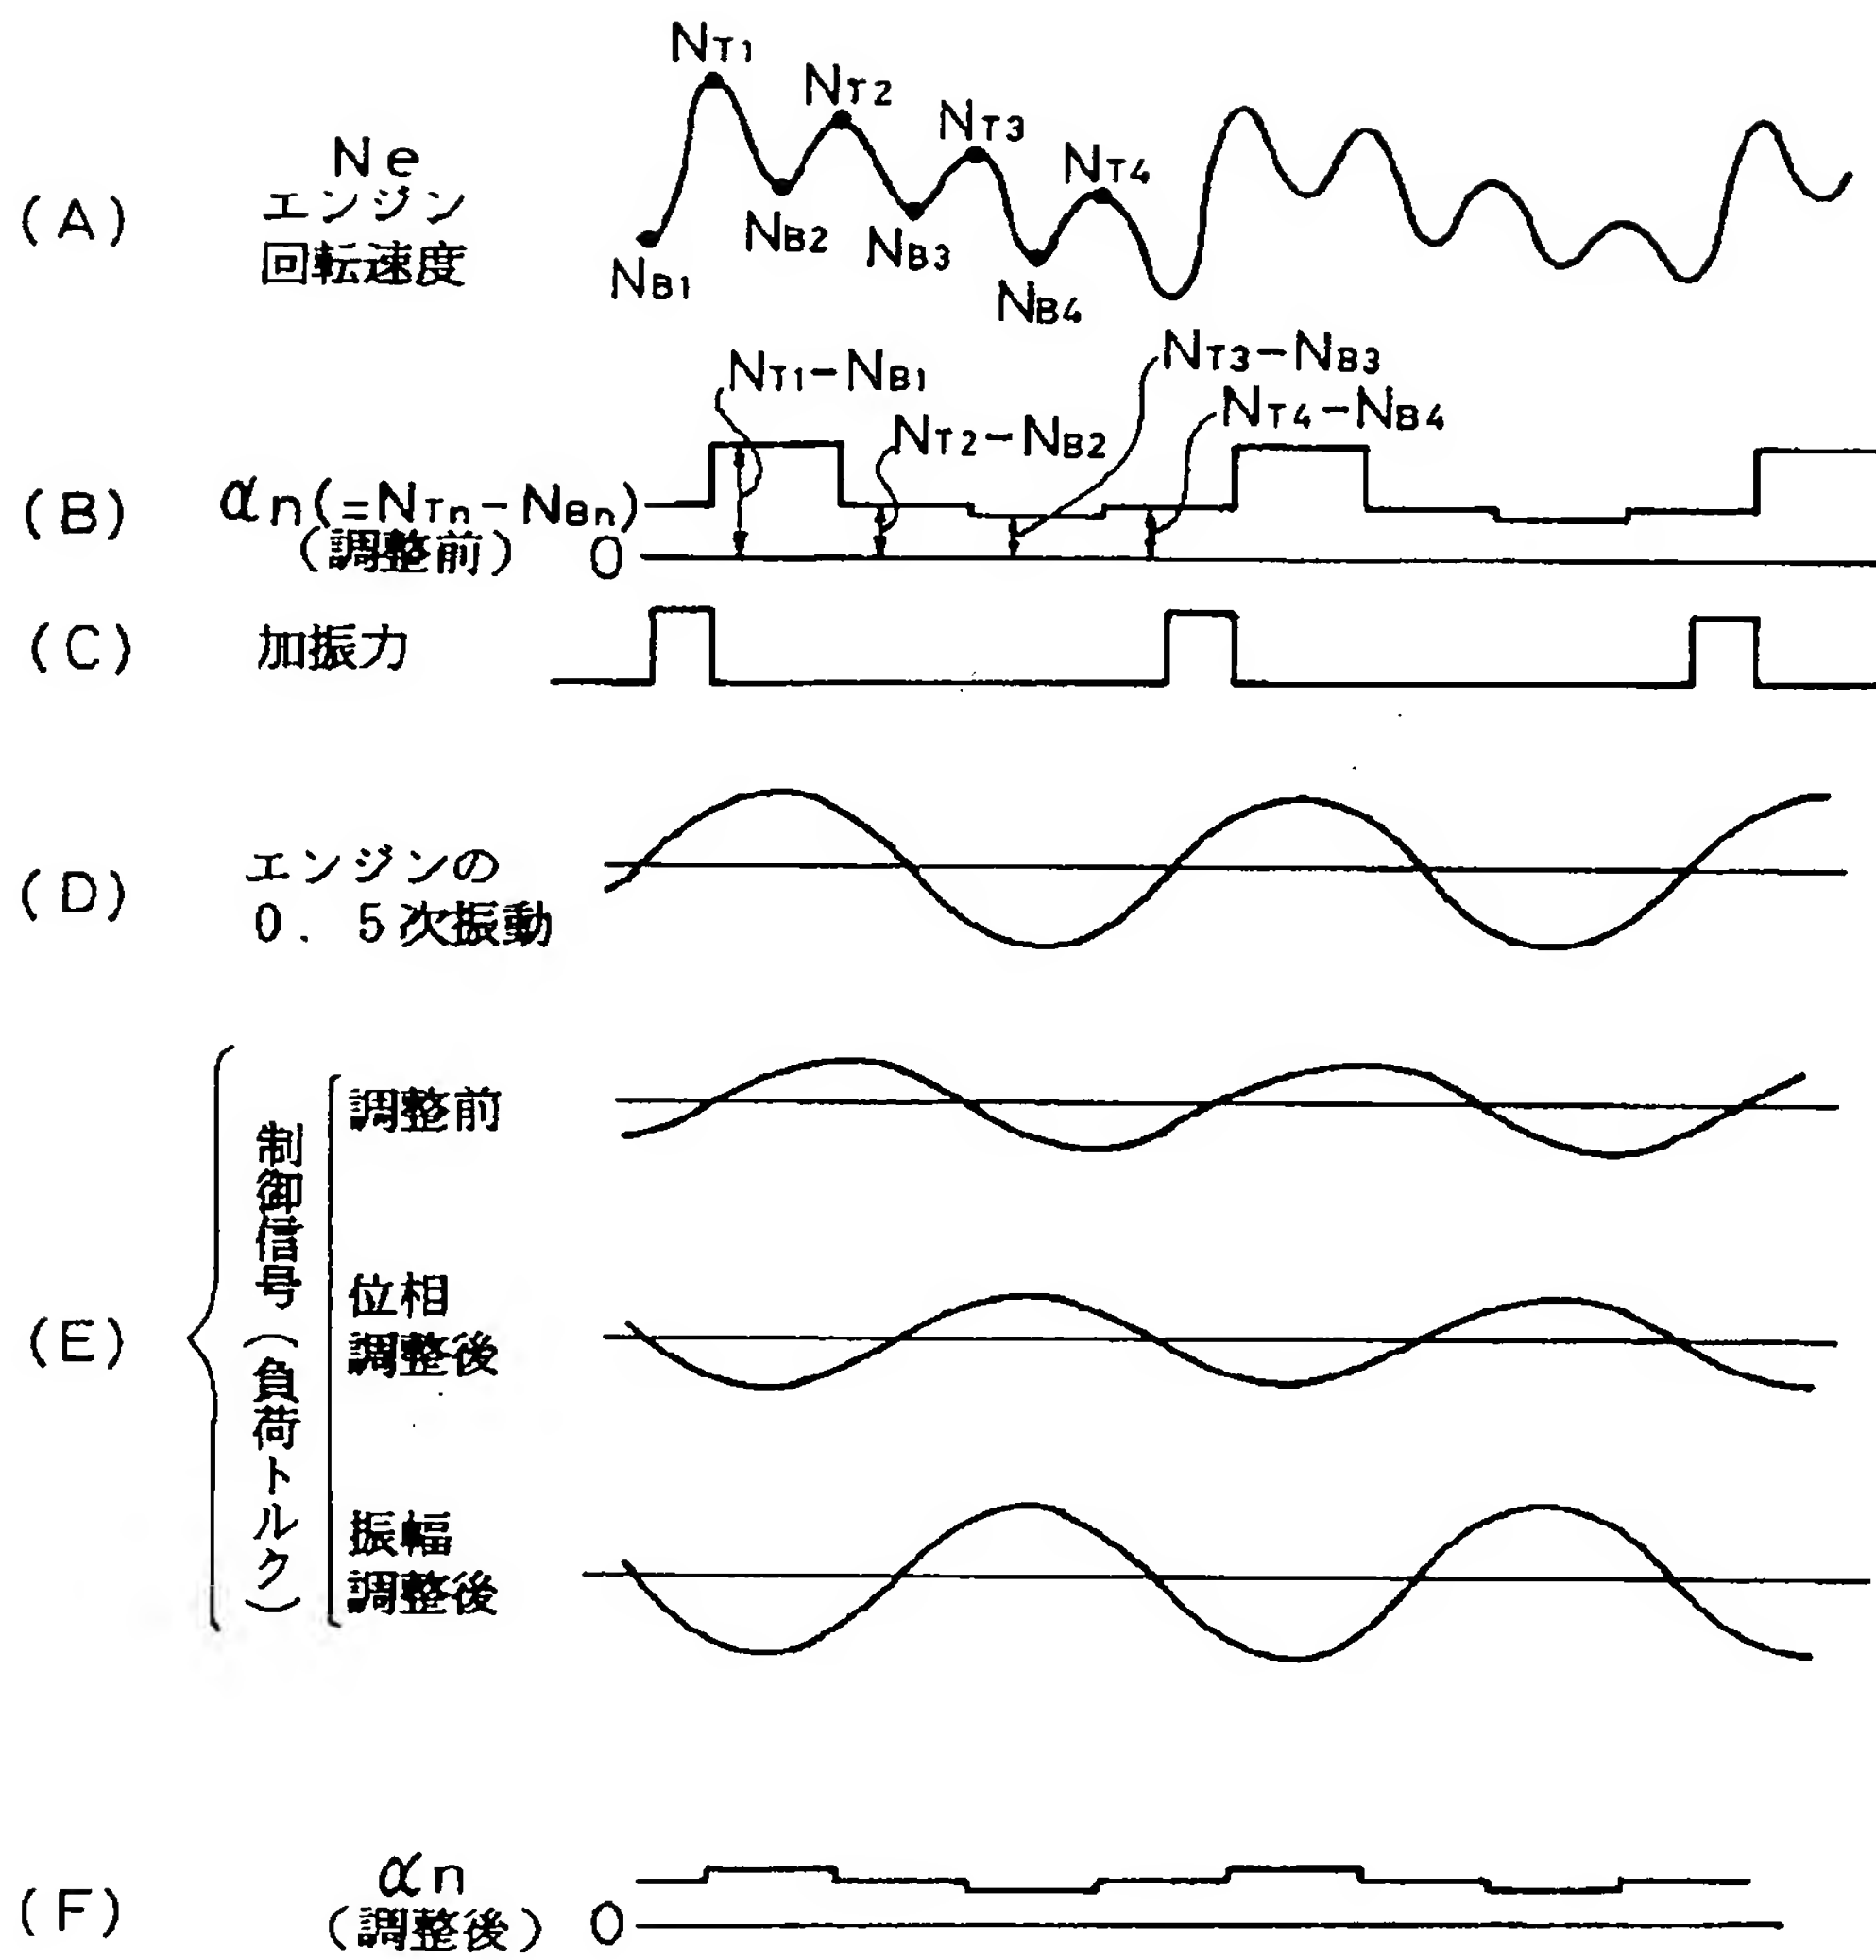 (A)
Ne
エンジン
回転速度
NT1
NT2
NT3
NT4
NB1
NB2
NB3
NB4
(B)
αn(=NTn-NBn)
(調整前)
0
NT1-NB1
NT2-NB2
NT3-NB3
NT4-NB4
(C)
加振力
(D)
エンジンの
0.5次振動
(E)
制御信号(負荷トルク)
調整前
位相
調整後
振幅
調整後
(F)
αn
(調整後)
0